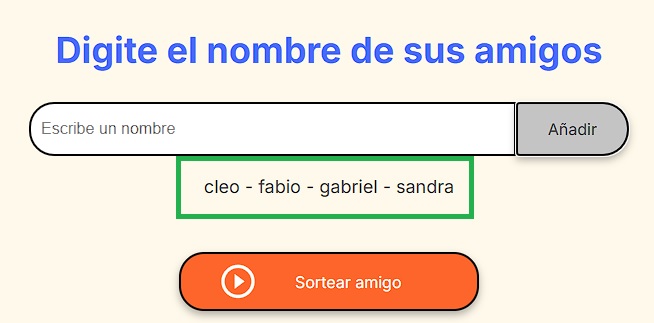 Digite el nombre de sus amigos
Escribe un nombre
Añadir
cleo - fabio - gabriel - sandra
Sortear amigo